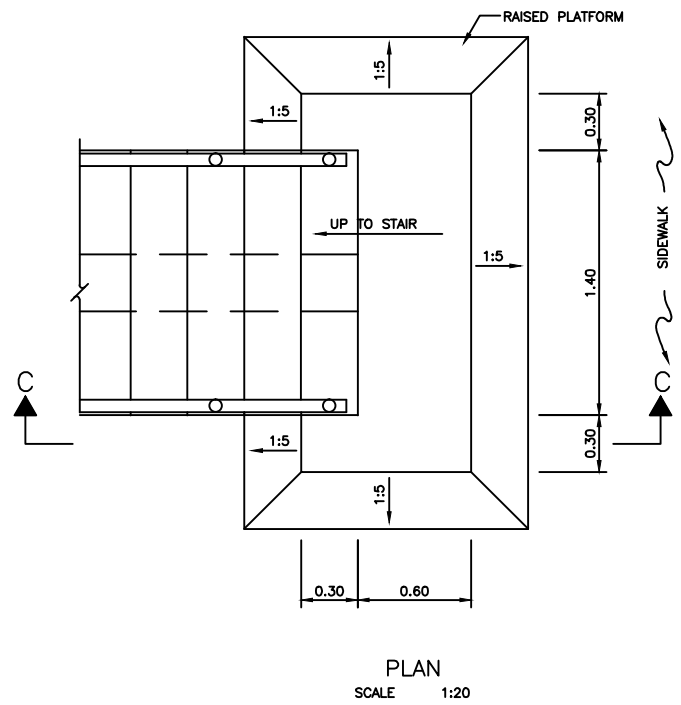 RAISED PLATFORM
1:5
1:5
0.30
UP TO STAIR
1:5
SIDEWALK
1.40
C
C
1:5
0.30
1:5
0.30
0.60
PLAN
SCALE 1:20